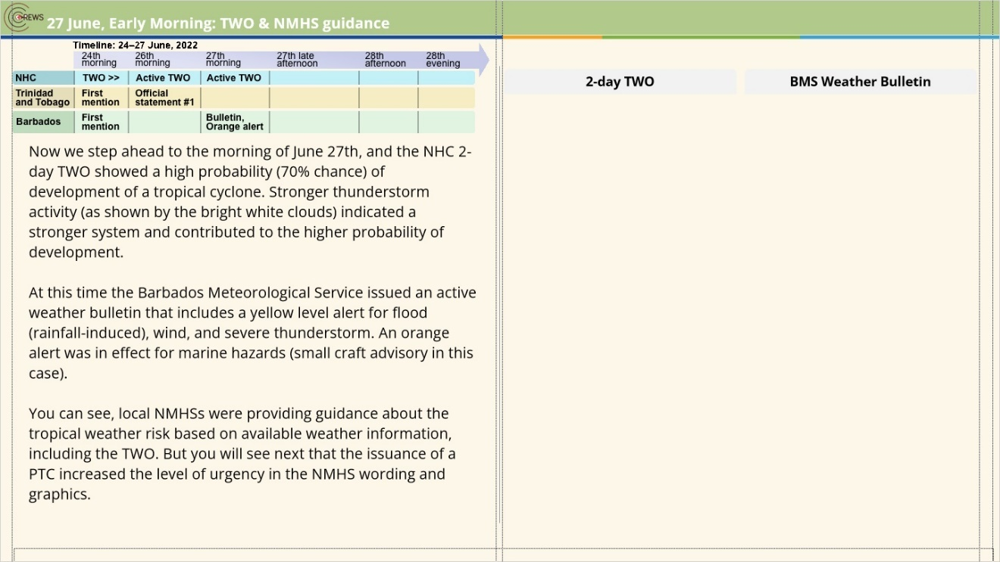 CREWS
27 June, Early Morning: TWO & NMHS guidance
Timeline: 24–27 June, 2022
24th morning 26th morning 27th morning 27th late afternoon 28th afternoon 28th evening
NHC TWO >> Active TWO Active TWO
Trinidad and Tobago First mention Official statement #1
Barbados First mention Bulletin, Orange alert
Now we step ahead to the morning of June 27th, and the NHC 2-
day TWO showed a high probability (70% chance) of
development of a tropical cyclone. Stronger thunderstorm
activity (as shown by the bright white clouds) indicated a
stronger system and contributed to the higher probability of
development.
At this time the Barbados Meteorological Service issued an active
weather bulletin that includes a yellow level alert for flood
(rainfall-induced), wind, and severe thunderstorm. An orange
alert was in effect for marine hazards (small craft advisory in this
case).
You can see, local NMHSs were providing guidance about the
tropical weather risk based on available weather information,
including the TWO. But you will see next that the issuance of a
PTC increased the level of urgency in the NMHS wording and
graphics.
2-day TWO
BMS Weather Bulletin